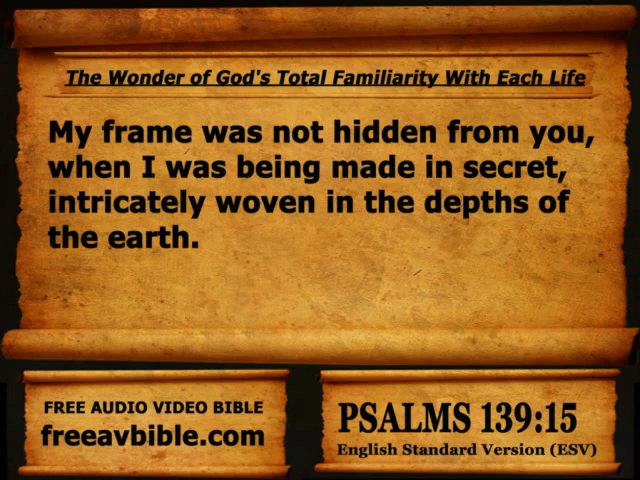 The Wonder of God's Total Familiarity With Each Life
My frame was not hidden from you,
when I was being made in secret,
intricately woven in the depths of
the earth.
FREE AUDIO VIDEO BIBLE
freeavbible.com
PSALMS 139:15
English Standard Version (ESV)